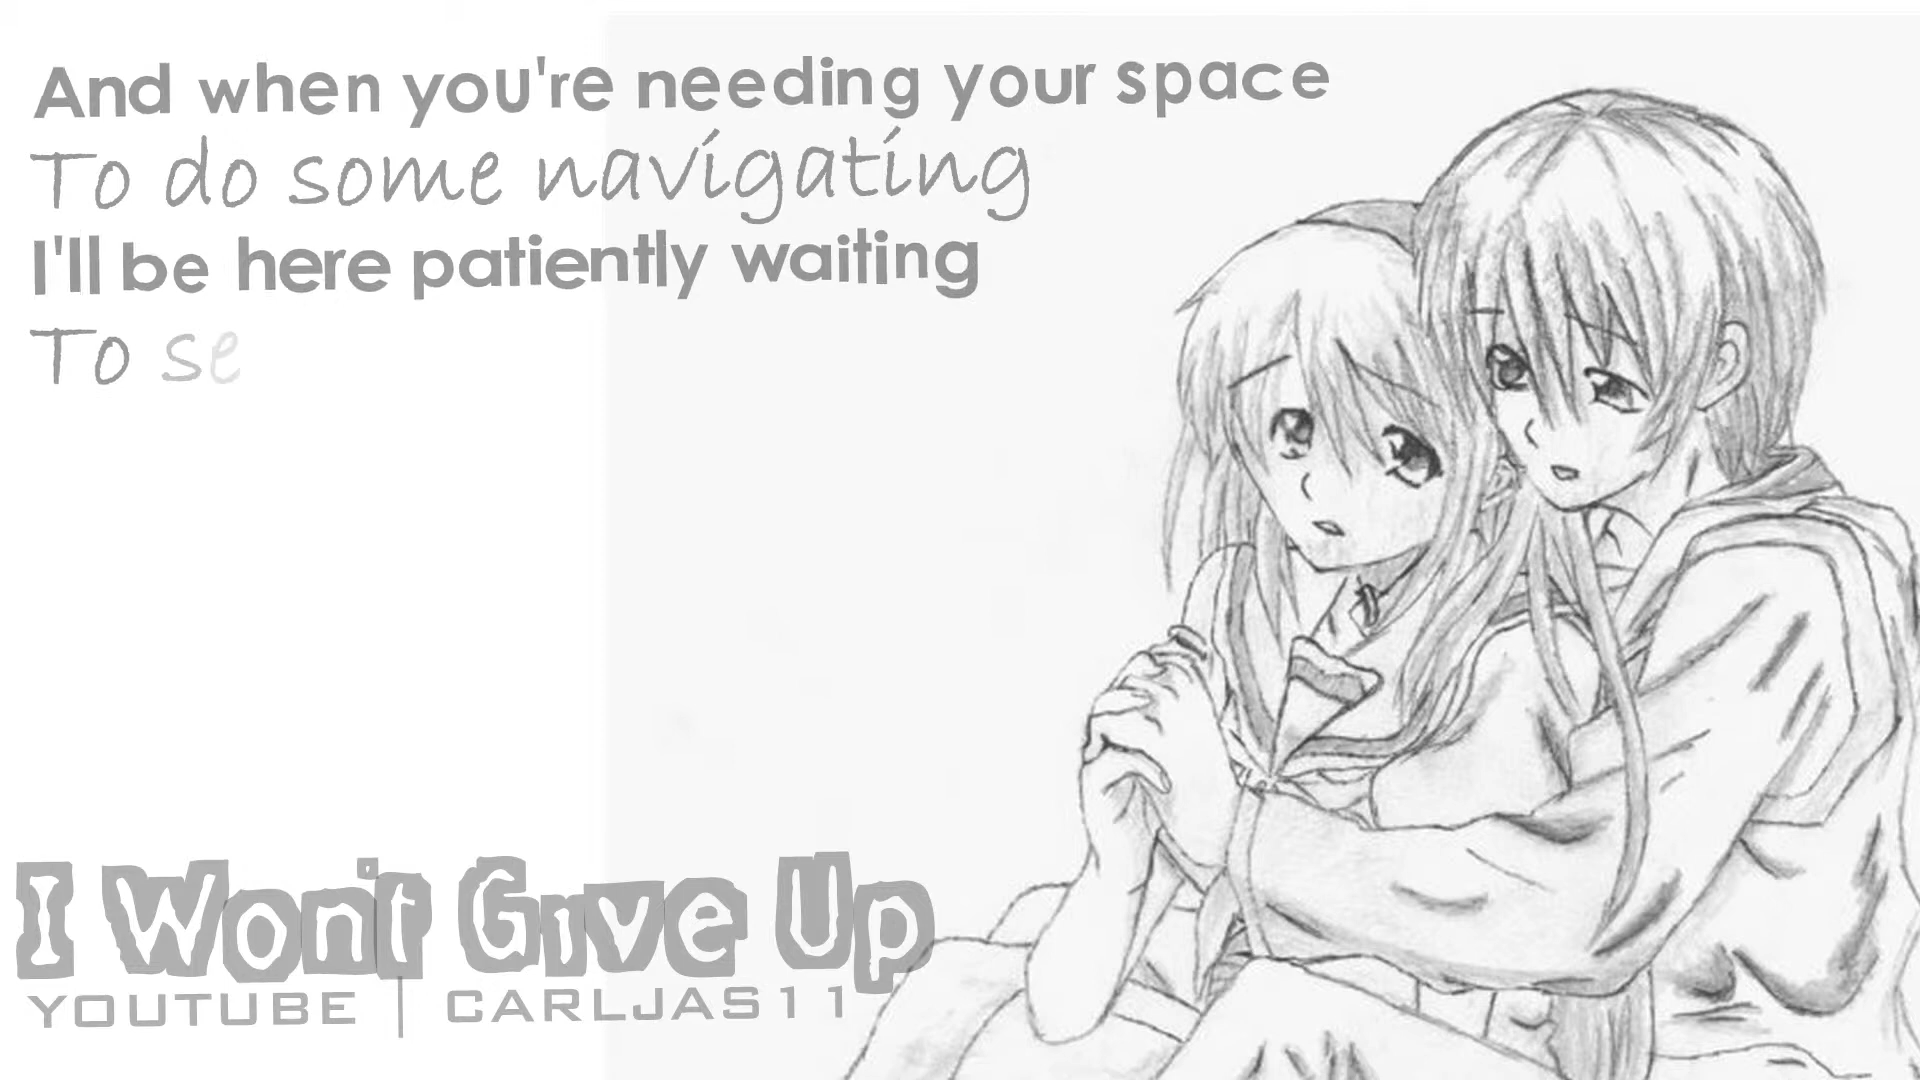 And when you're needing your space
To do some navigating
I'll be here patiently waiting
To se
I Won't Give Up
YOUTUBE | CARLJAS11